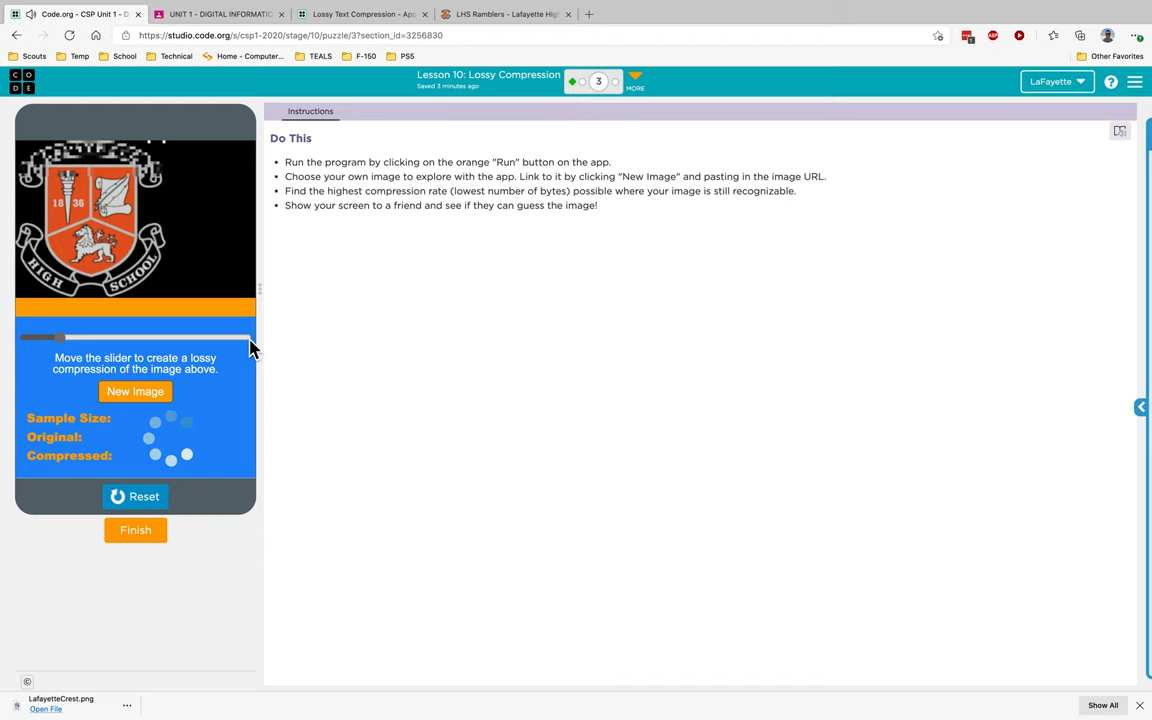 Code.org - CSP Unit 1 - D
UNIT 1 - DIGITAL INFORMATIO
Lossy Text Compression - App
LHS Ramblers - Lafayette High
https://studio.code.org/s/csp1-2020/stage/10/puzzle/3?section_id=3256830
1
Scouts
Temp
School
Technical
Home - Computer...
TEALS
F-150
PS5
Other Favorites
CO
DE
Lesson 10: Lossy Compression
Saved 3 minutes ago
3
MORE
LaFayette
?
Instructions
Do This
• Run the program by clicking on the orange "Run" button on the app.
• Choose your own image to explore with the app. Link to it by clicking "New Image" and pasting in the image URL.
• Find the highest compression rate (lowest number of bytes) possible where your image is still recognizable.
• Show your screen to a friend and see if they can guess the image!
18 36
HIGH SCHOOL
Move the slider to create a lossy
compression of the image above.
New Image
Sample Size:
Original:
Compressed:
Reset
Finish
©
LafayetteCrest.png
Open File
Show All